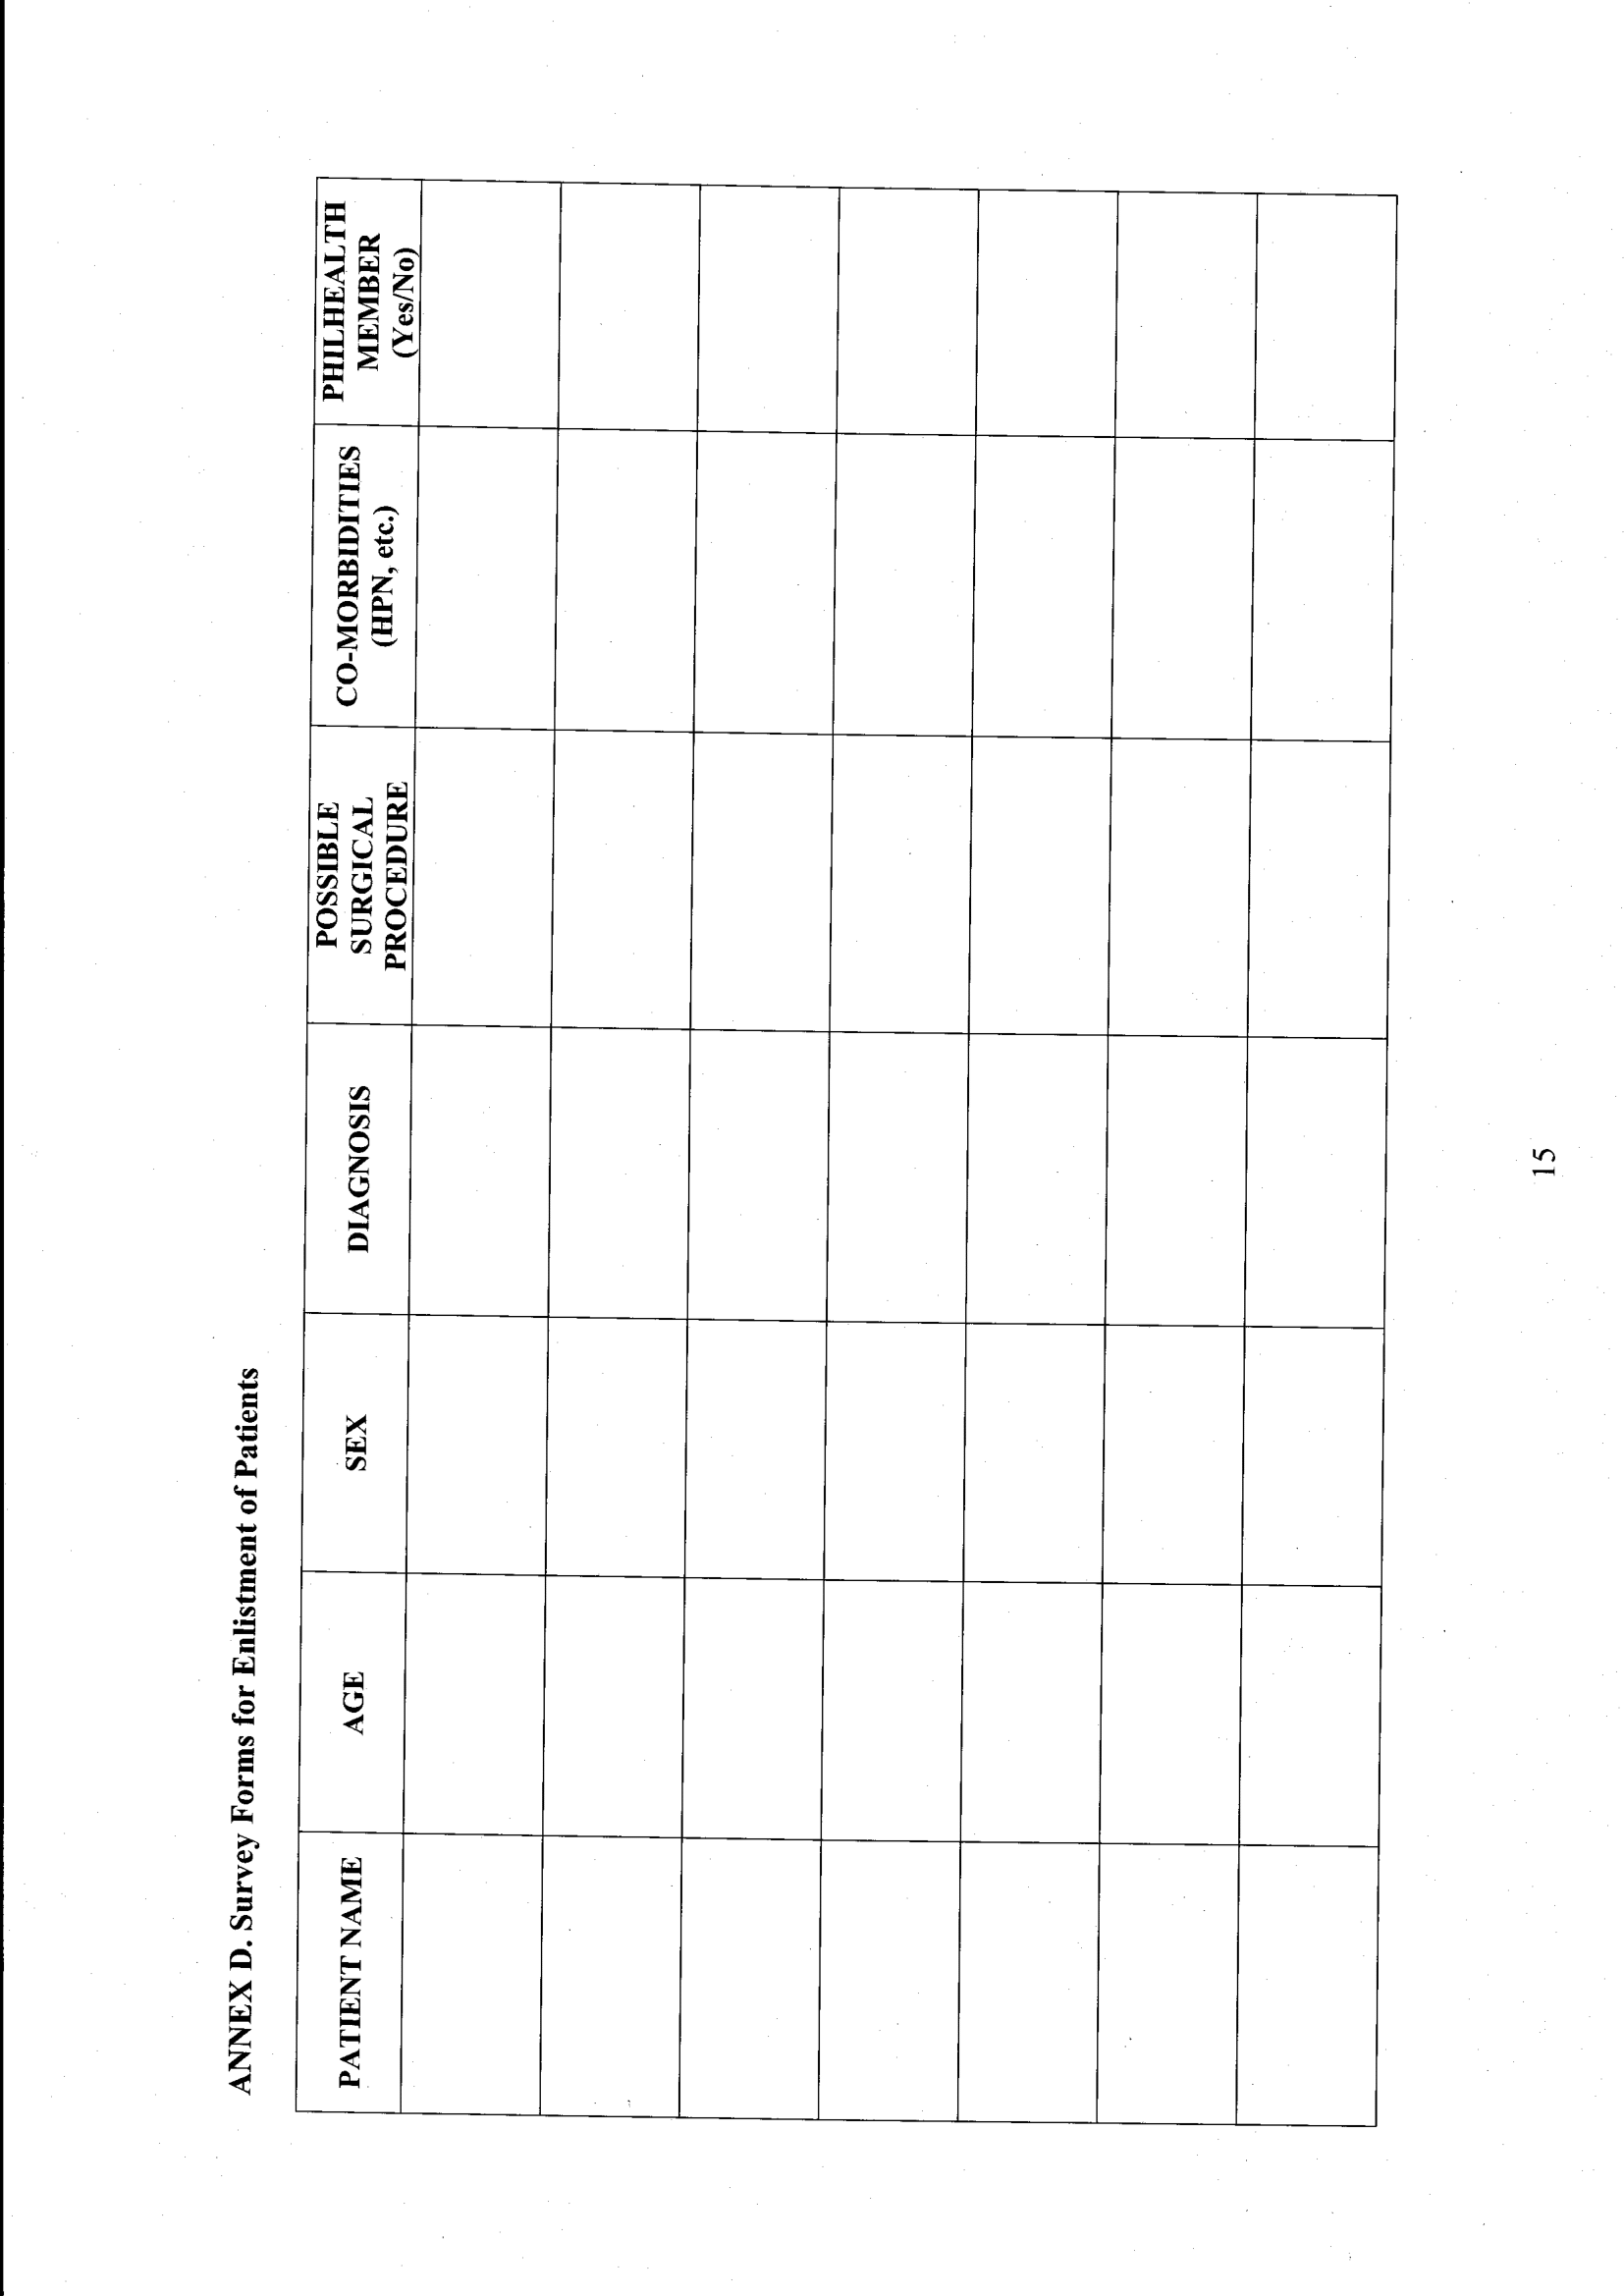 ANNEX D. Survey Forms for Enlistment of Patients
PATIENT NAME
AGE
SEX
DIAGNOSIS
POSSIBLE
SURGICAL
PROCEDURE
CO-MORBIDITIES
(HPN, etc.)
PHILHEALTH
MEMBER
(Yes/No)
15